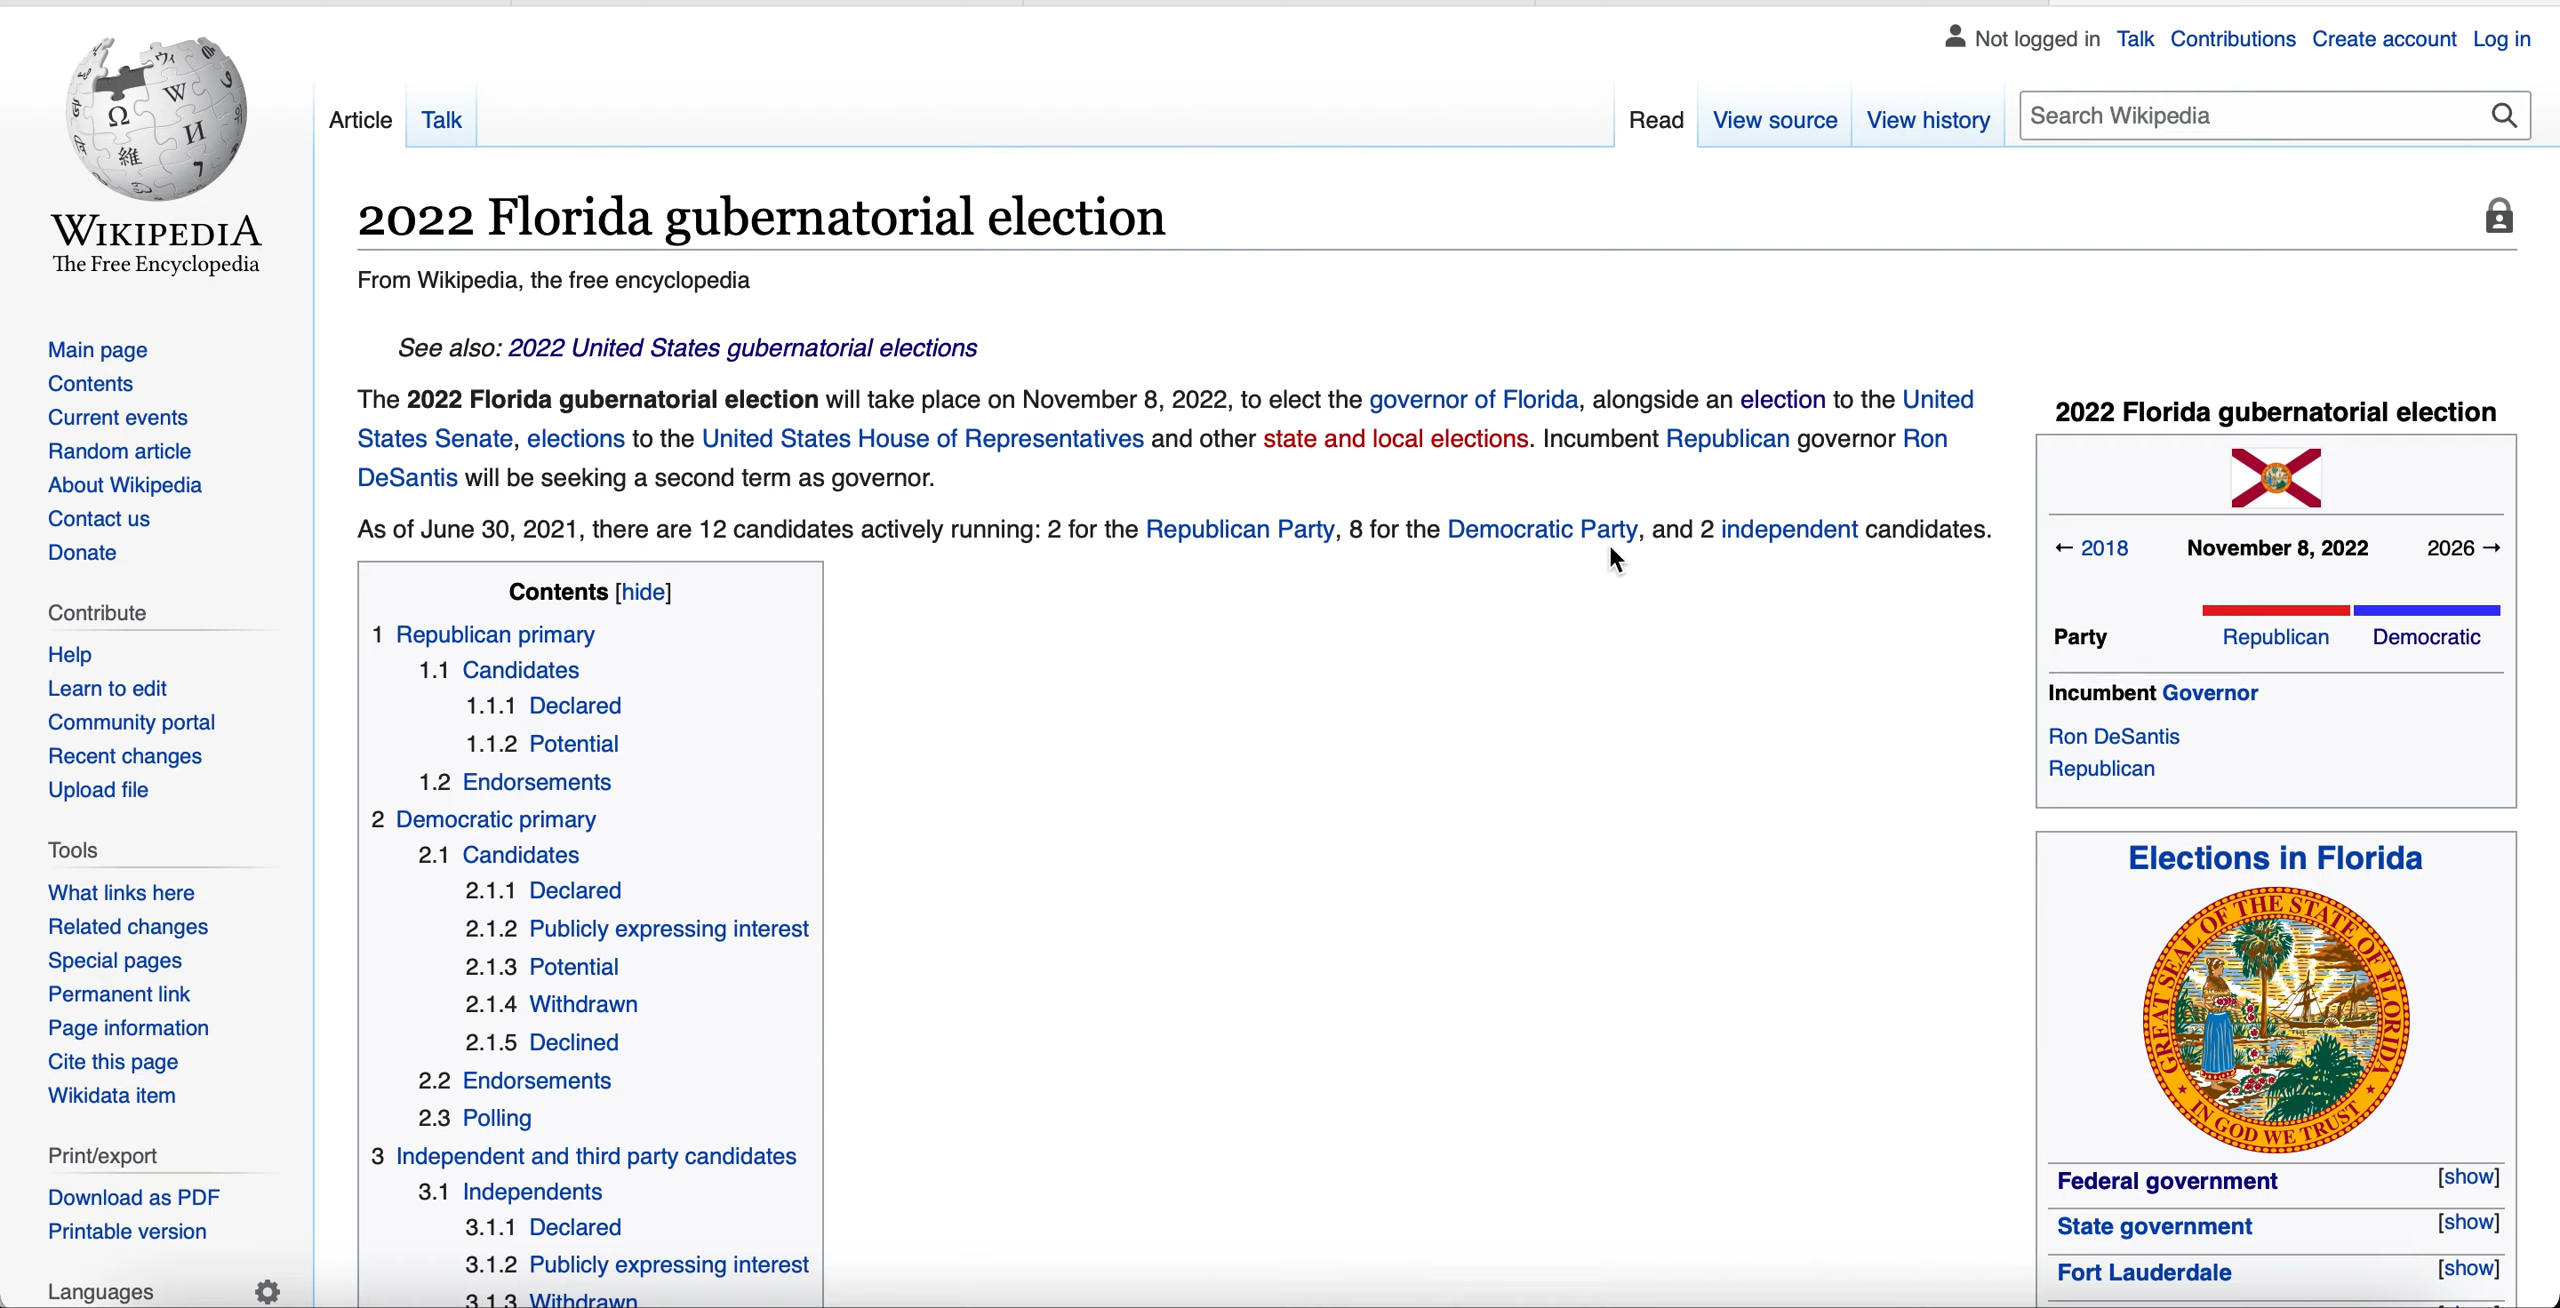 Not logged in Talk Contributions Create account Log in
Article Talk Read View source View history Search Wikipedia
WIKIPEDIA
The Free Encyclopedia
Main page
Contents
Current events
Random article
About Wikipedia
Contact us
Donate
Contribute
Help
Learn to edit
Community portal
Recent changes
Upload file
Tools
What links here
Related changes
Special pages
Permanent link
Page information
Cite this page
Wikidata item
Print/export
Download as PDF
Printable version
Languages
2022 Florida gubernatorial election
From Wikipedia, the free encyclopedia
See also: 2022 United States gubernatorial elections
The 2022 Florida gubernatorial election will take place on November 8, 2022, to elect the governor of Florida, alongside an election to the United
States Senate, elections to the United States House of Representatives and other state and local elections. Incumbent Republican governor Ron
DeSantis will be seeking a second term as governor.
As of June 30, 2021, there are 12 candidates actively running: 2 for the Republican Party, 8 for the Democratic Party, and 2 independent candidates.
Contents [hide]
1 Republican primary
1.1 Candidates
1.1.1 Declared
1.1.2 Potential
1.2 Endorsements
2 Democratic primary
2.1 Candidates
2.1.1 Declared
2.1.2 Publicly expressing interest
2.1.3 Potential
2.1.4 Withdrawn
2.1.5 Declined
2.2 Endorsements
2.3 Polling
3 Independent and third party candidates
3.1 Independents
3.1.1 Declared
3.1.2 Publicly expressing interest
3.1.3 Withdrawn
2022 Florida gubernatorial election
← 2018 November 8, 2022 2026 →
Party Republican Democratic
Incumbent Governor
Ron DeSantis
Republican
Elections in Florida
GREAT SEAL OF THE STATE OF FLORIDA
IN GOD WE TRUST
Federal government [show]
State government [show]
Fort Lauderdale [show]